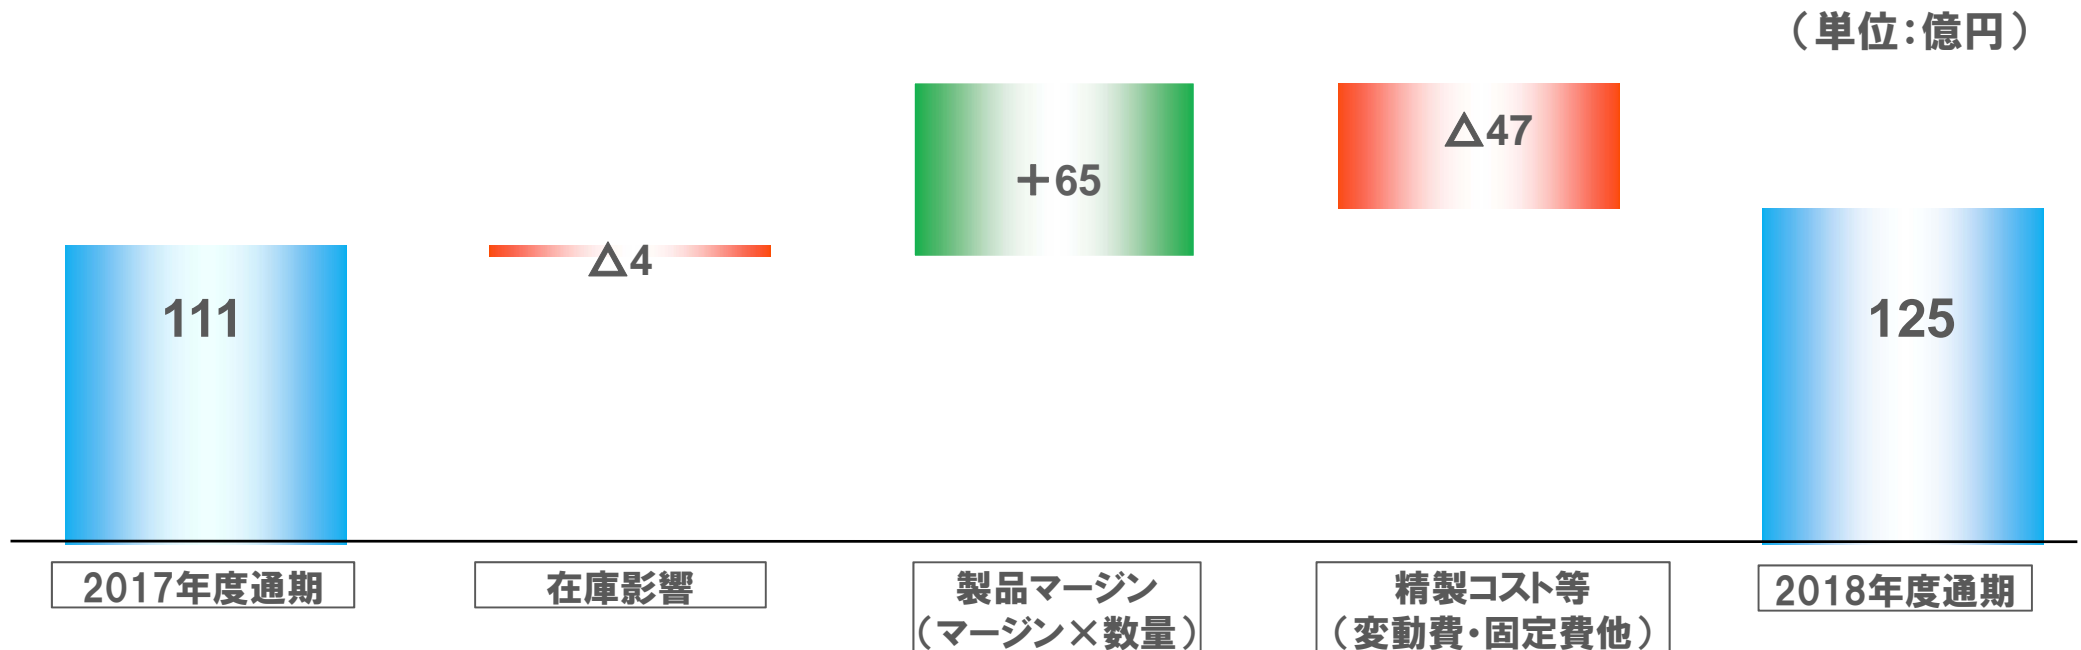 （単位：億円）
111
△4
＋65
△47
125
2017年度通期
在庫影響
製品マージン
（マージン×数量）
精製コスト等
（変動費・固定費他）
2018年度通期